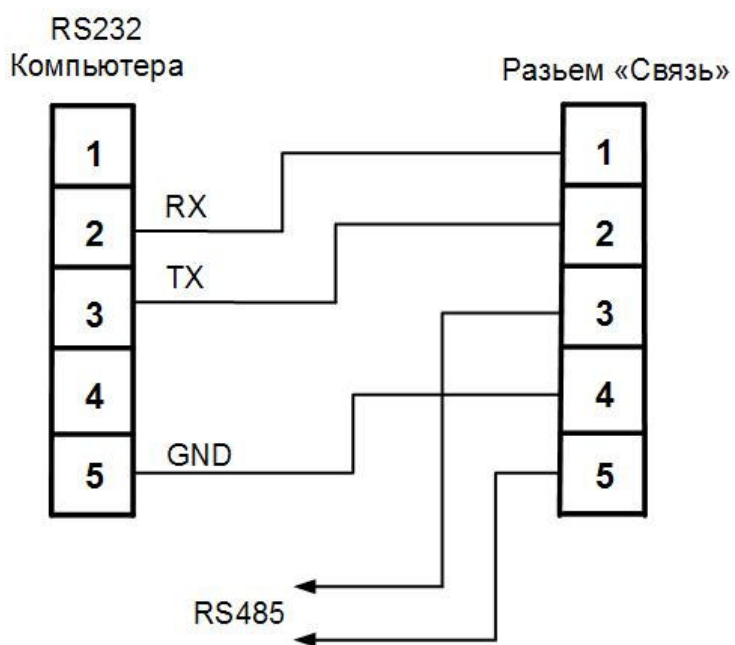 RS232
Компьютера
Разьем «Связь»
1
2
3
4
5
RX
TX
GND
1
2
3
4
5
RS485